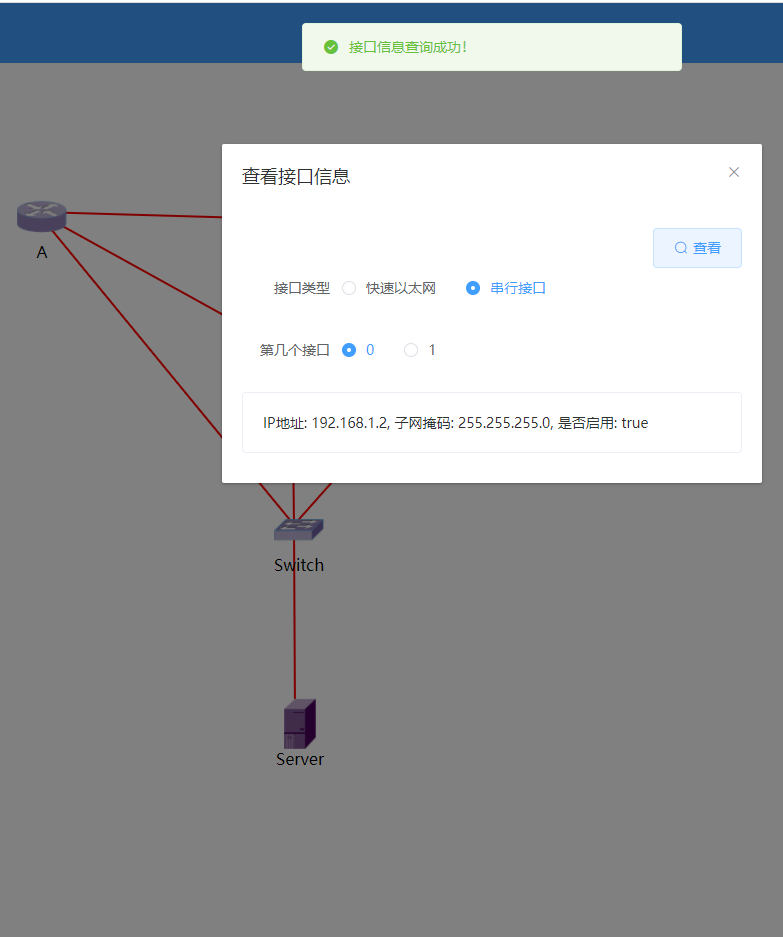 接口信息查询成功!
查看接口信息
查看
接口类型 快速以太网 串行接口
第几个接口 0 1
IP地址: 192.168.1.2, 子网掩码: 255.255.255.0, 是否启用: true
A
Switch
Server